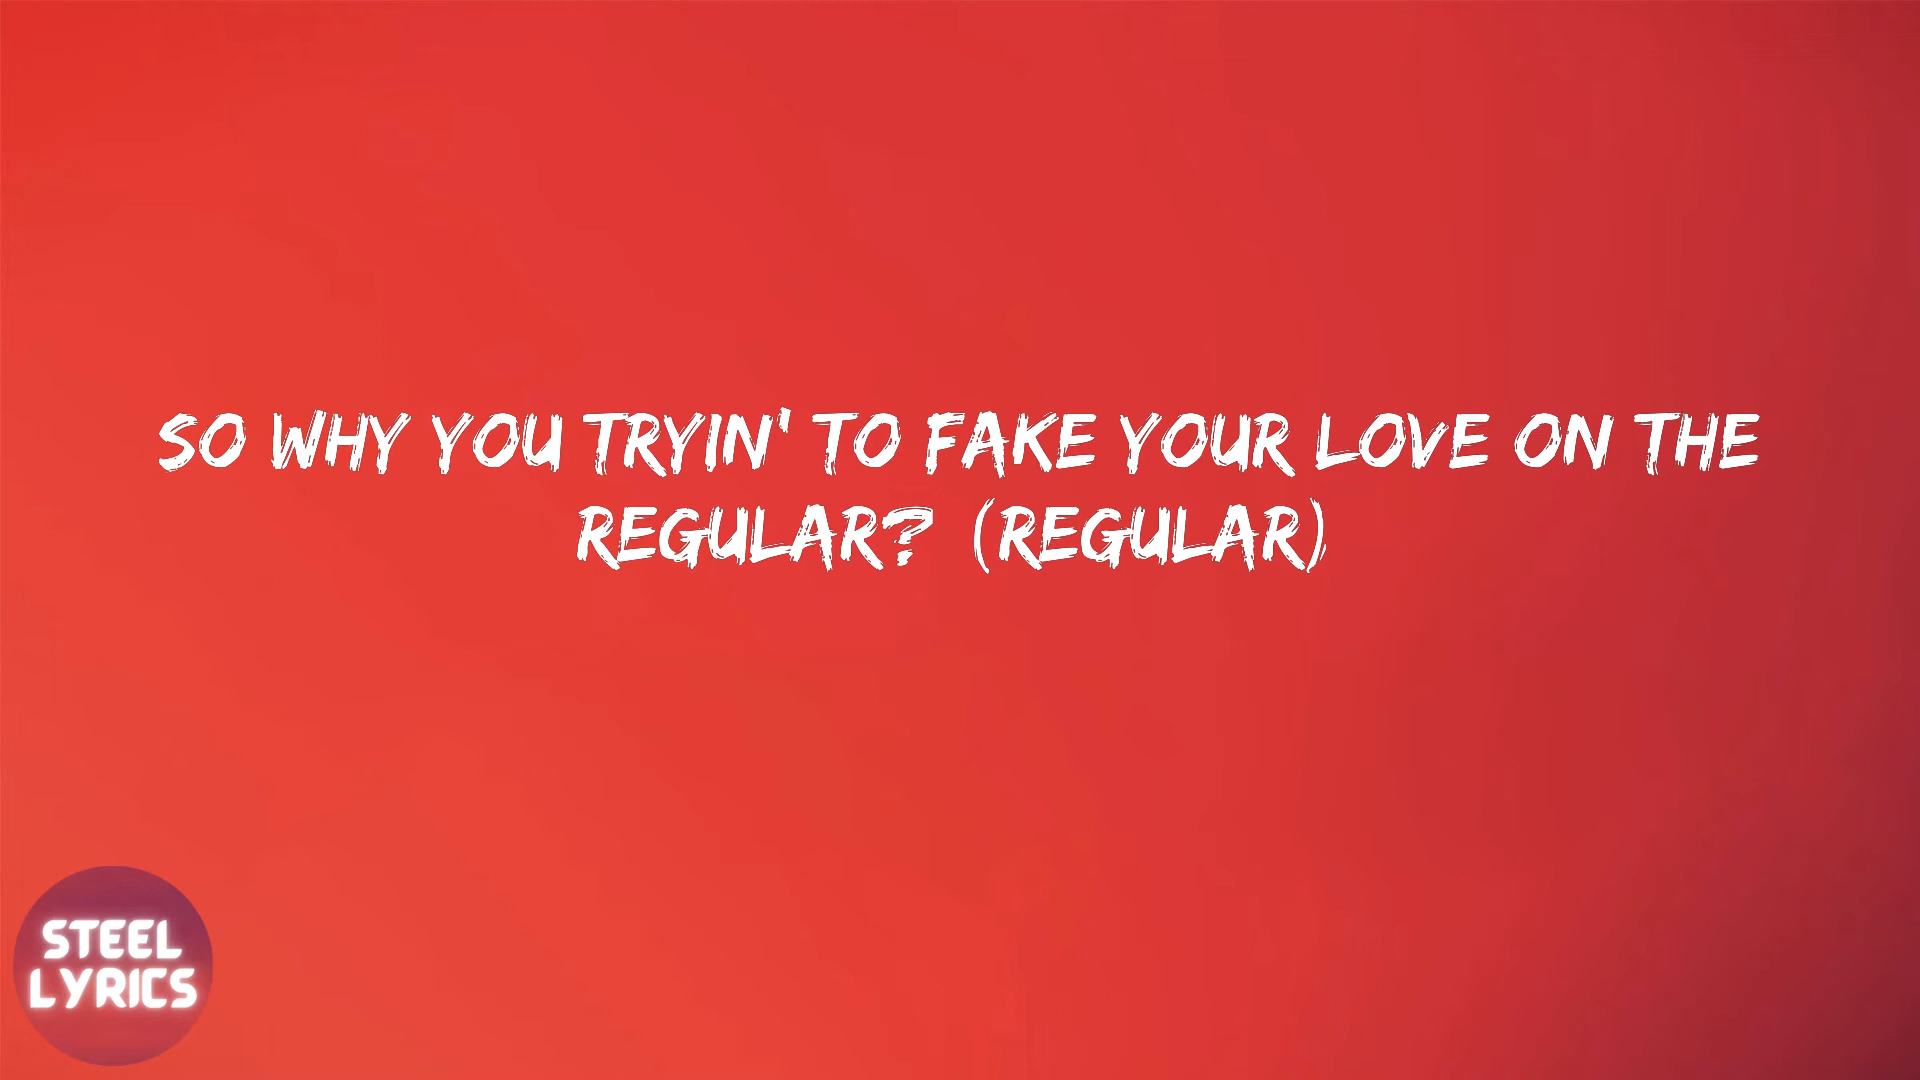 SO WHY YOU TRYIN' TO FAKE YOUR LOVE ON THE
REGULAR? (REGULAR)
STEEL
LYRICS